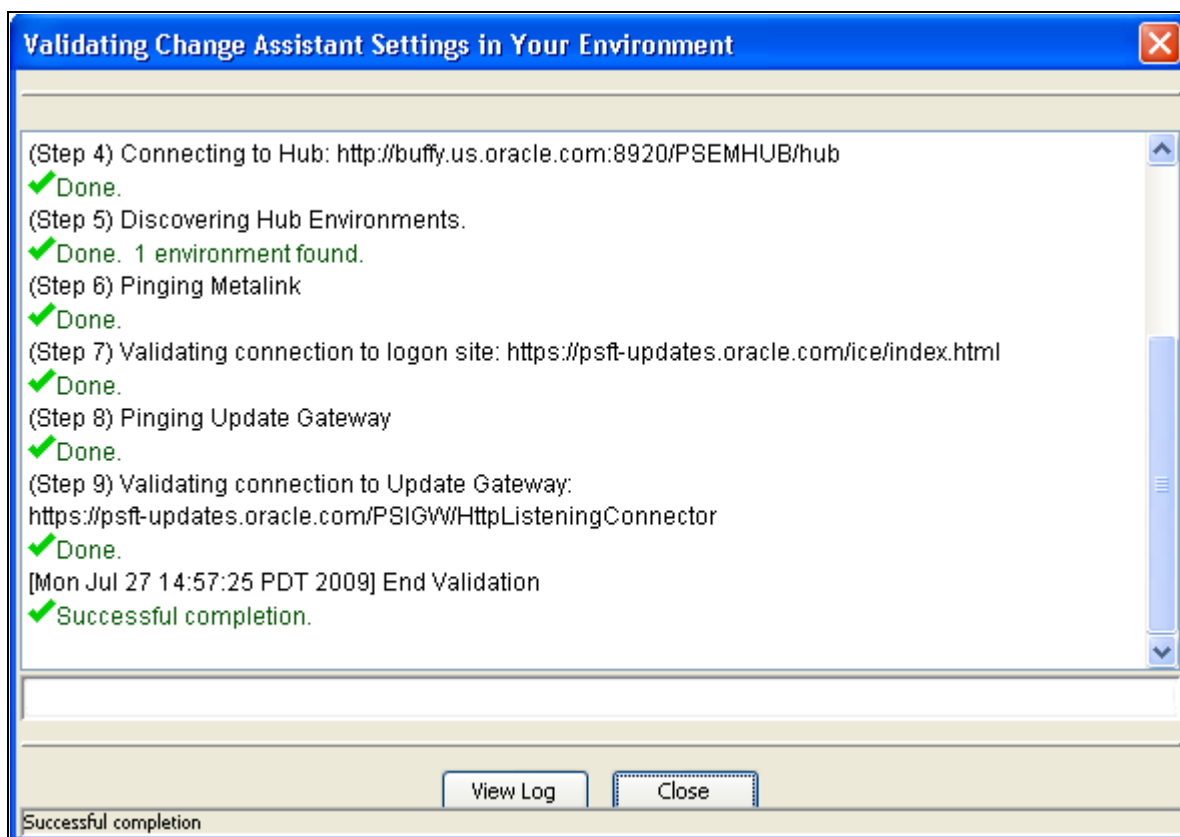 Validating Change Assistant Settings in Your Environment
(Step 4) Connecting to Hub: http://buffy.us.oracle.com:8920/PSEMHUB/hub
Done.
(Step 5) Discovering Hub Environments.
Done.  1 environment found.
(Step 6) Pinging Metalink
Done.
(Step 7) Validating connection to logon site: https://psft-updates.oracle.com/ice/index.html
Done.
(Step 8) Pinging Update Gateway
Done.
(Step 9) Validating connection to Update Gateway:
https://psft-updates.oracle.com/PSIGW/HttpListeningConnector
Done.
[Mon Jul 27 14:57:25 PDT 2009] End Validation
Successful completion.
View Log
Close
Successful completion